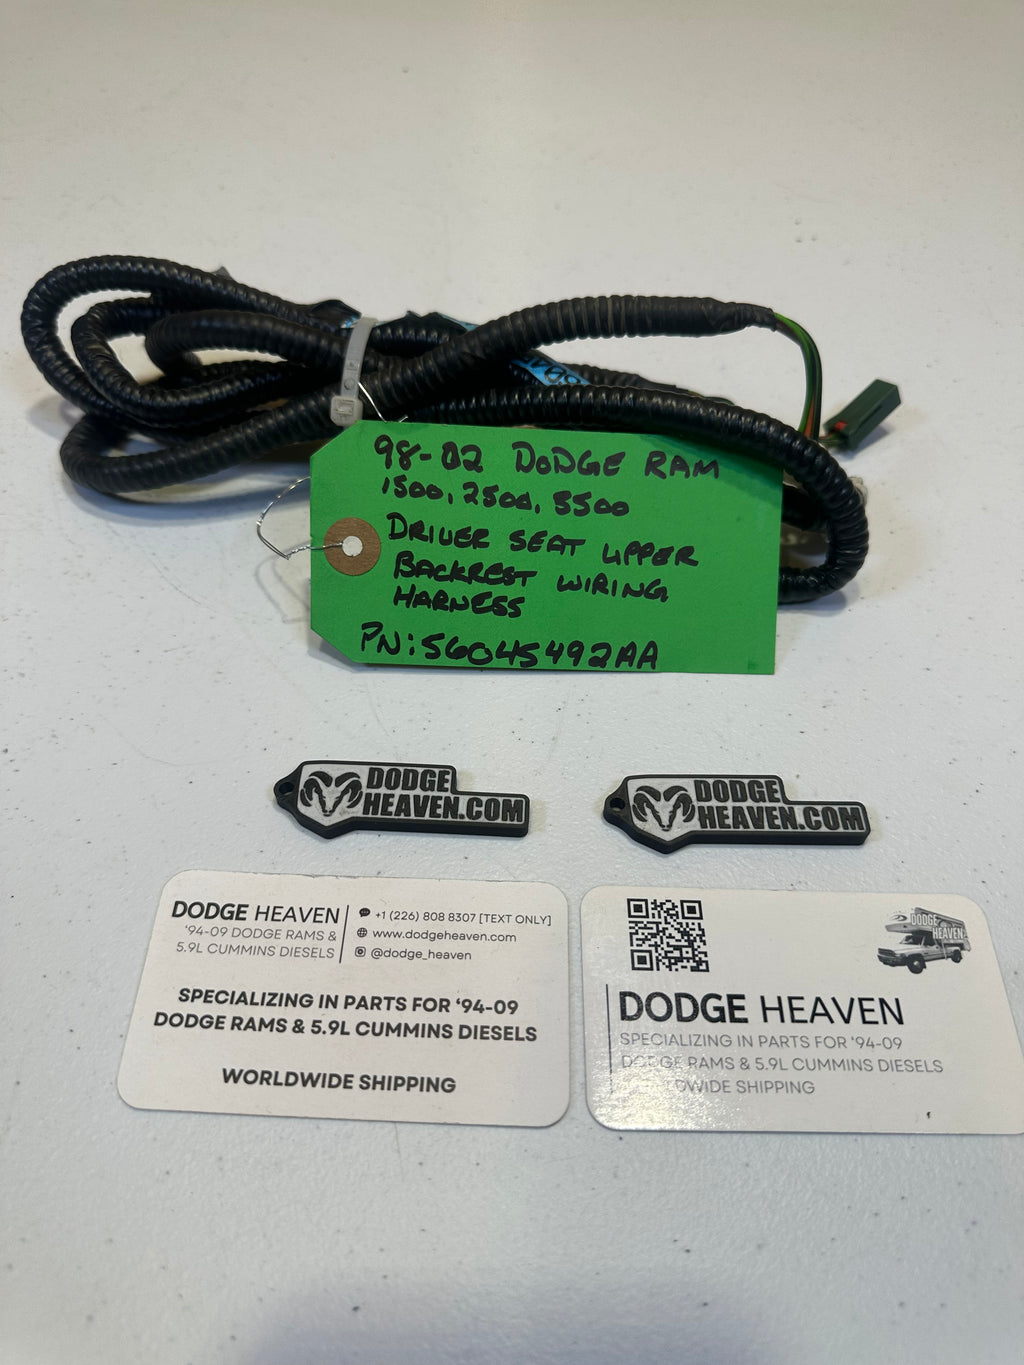 98-02 DODGE RAM
1500, 2500, 3500
DRIVER SEAT UPPER
BACKREST WIRING
HARNESS
PN: 56045492AA
DODGE
HEAVEN.COM
DODGE
HEAVEN.COM
DODGE HEAVEN
'94-09 DODGE RAMS &
5.9L CUMMINS DIESELS
+1 (226) 808 8307 [TEXT ONLY]
www.dodgeheaven.com
@dodge_heaven
SPECIALIZING IN PARTS FOR '94-09
DODGE RAMS & 5.9L CUMMINS DIESELS
WORLDWIDE SHIPPING
DODGE
HEAVEN
DODGE HEAVEN
SPECIALIZING IN PARTS FOR '94-09
DODGE RAMS & 5.9L CUMMINS DIESELS
DWIDE SHIPPING